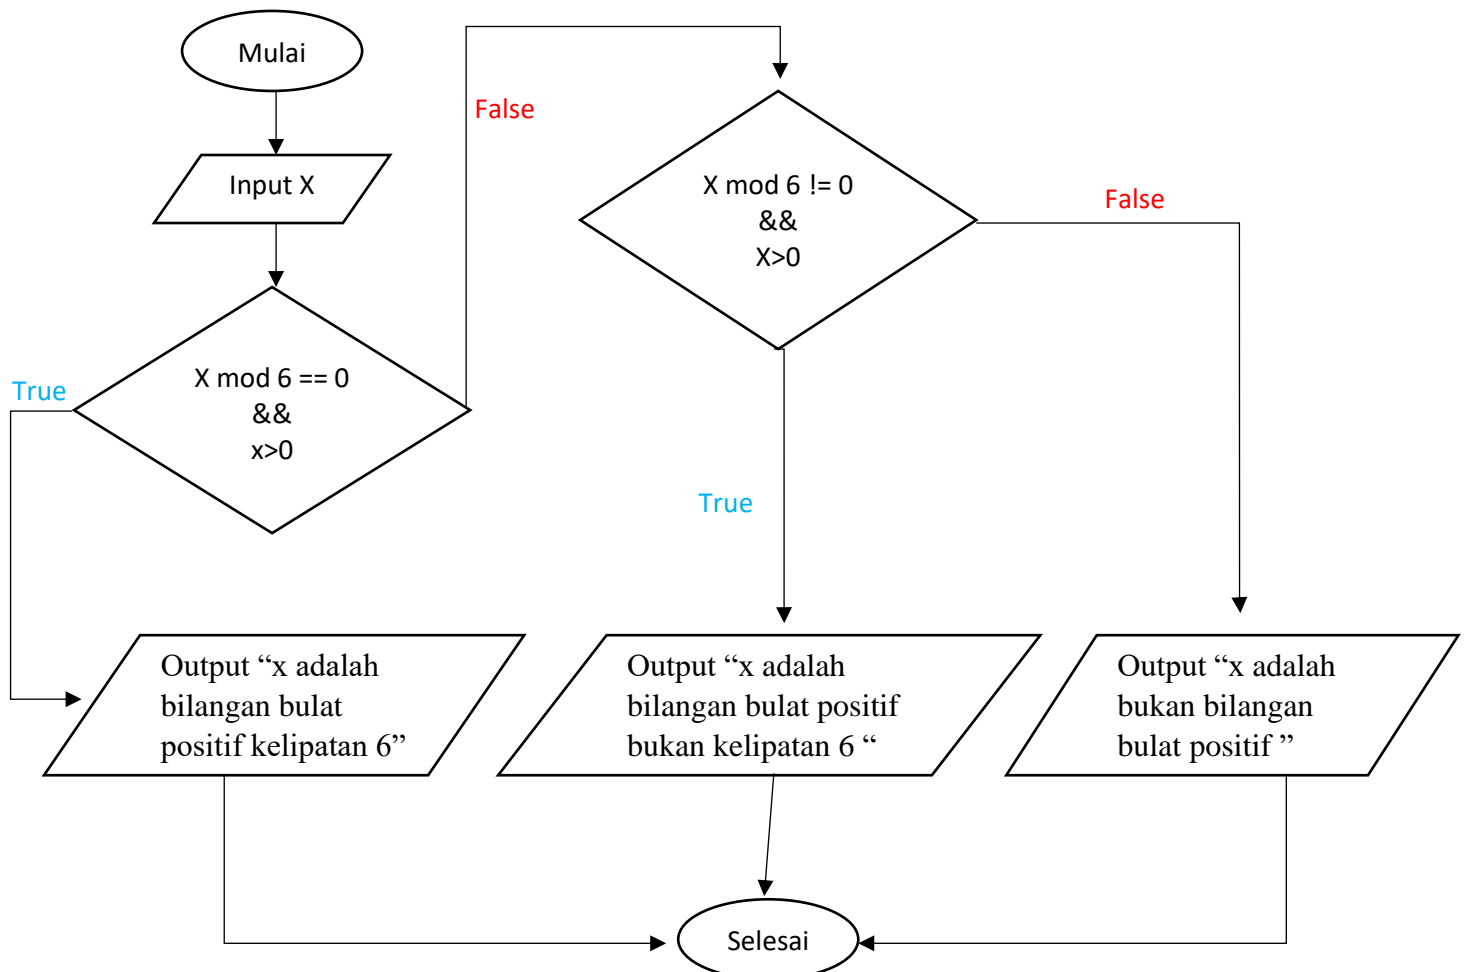 Mulai
Input X
X mod 6 == 0
&&
x>0
True
False
X mod 6 != 0
&&
X>0
True
False
Output “x adalah
bilangan bulat
positif kelipatan 6”
Output “x adalah
bilangan bulat positif
bukan kelipatan 6 “
Output “x adalah
bukan bilangan
bulat positif ”
Selesai